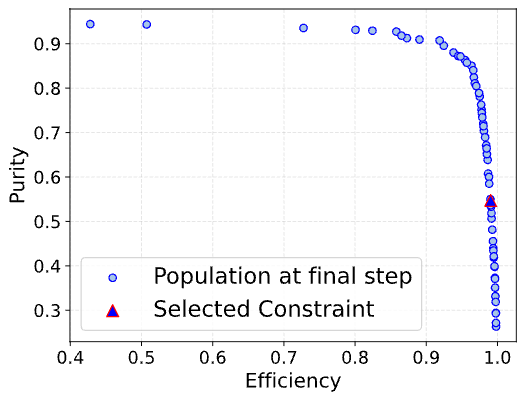 Purity
0.9
0.8
0.7
0.6
0.5
0.4
0.3
Population at final step
Selected Constraint
0.4 0.5 0.6 0.7 0.8 0.9 1.0
Efficiency